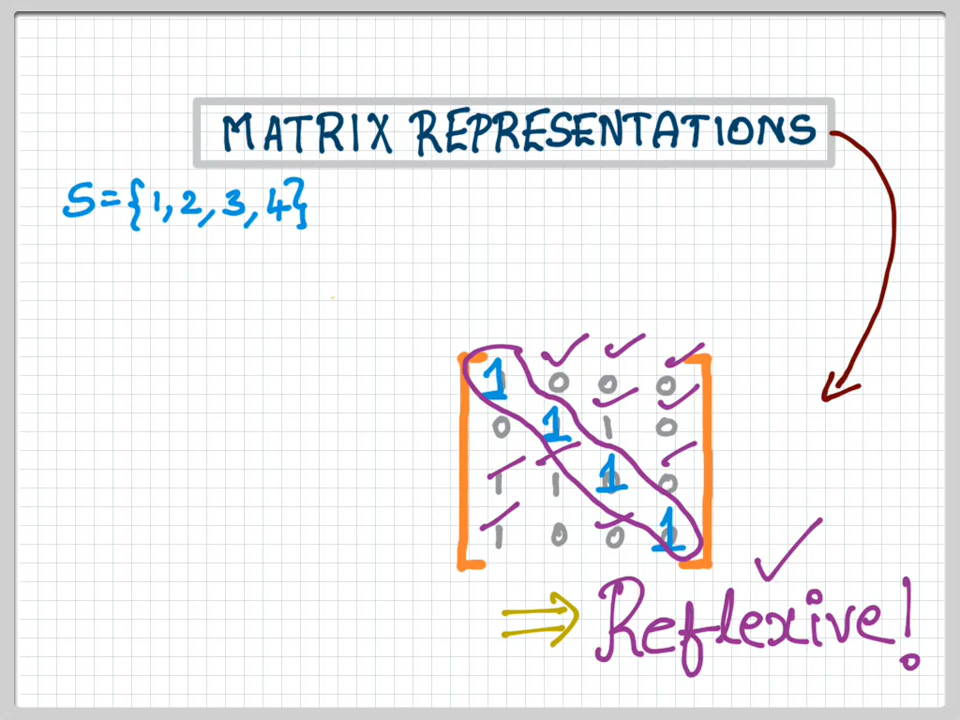 MATRIX REPRESENTATIONS
S={1,2,3,4}
1 0 0 0
0 1 1 0
1 1 1 0
1 0 0 1
⇒ Reflexive!